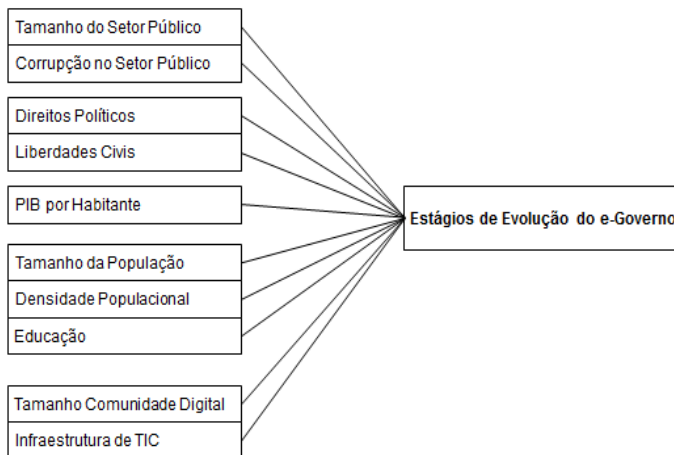 Tamanho do Setor Público
Corrupção no Setor Público
Direitos Políticos
Liberdades Civis
PIB por Habitante
Estágios de Evolução do e-Governo
Tamanho da População
Densidade Populacional
Educação
Tamanho Comunidade Digital
Infraestrutura de TIC